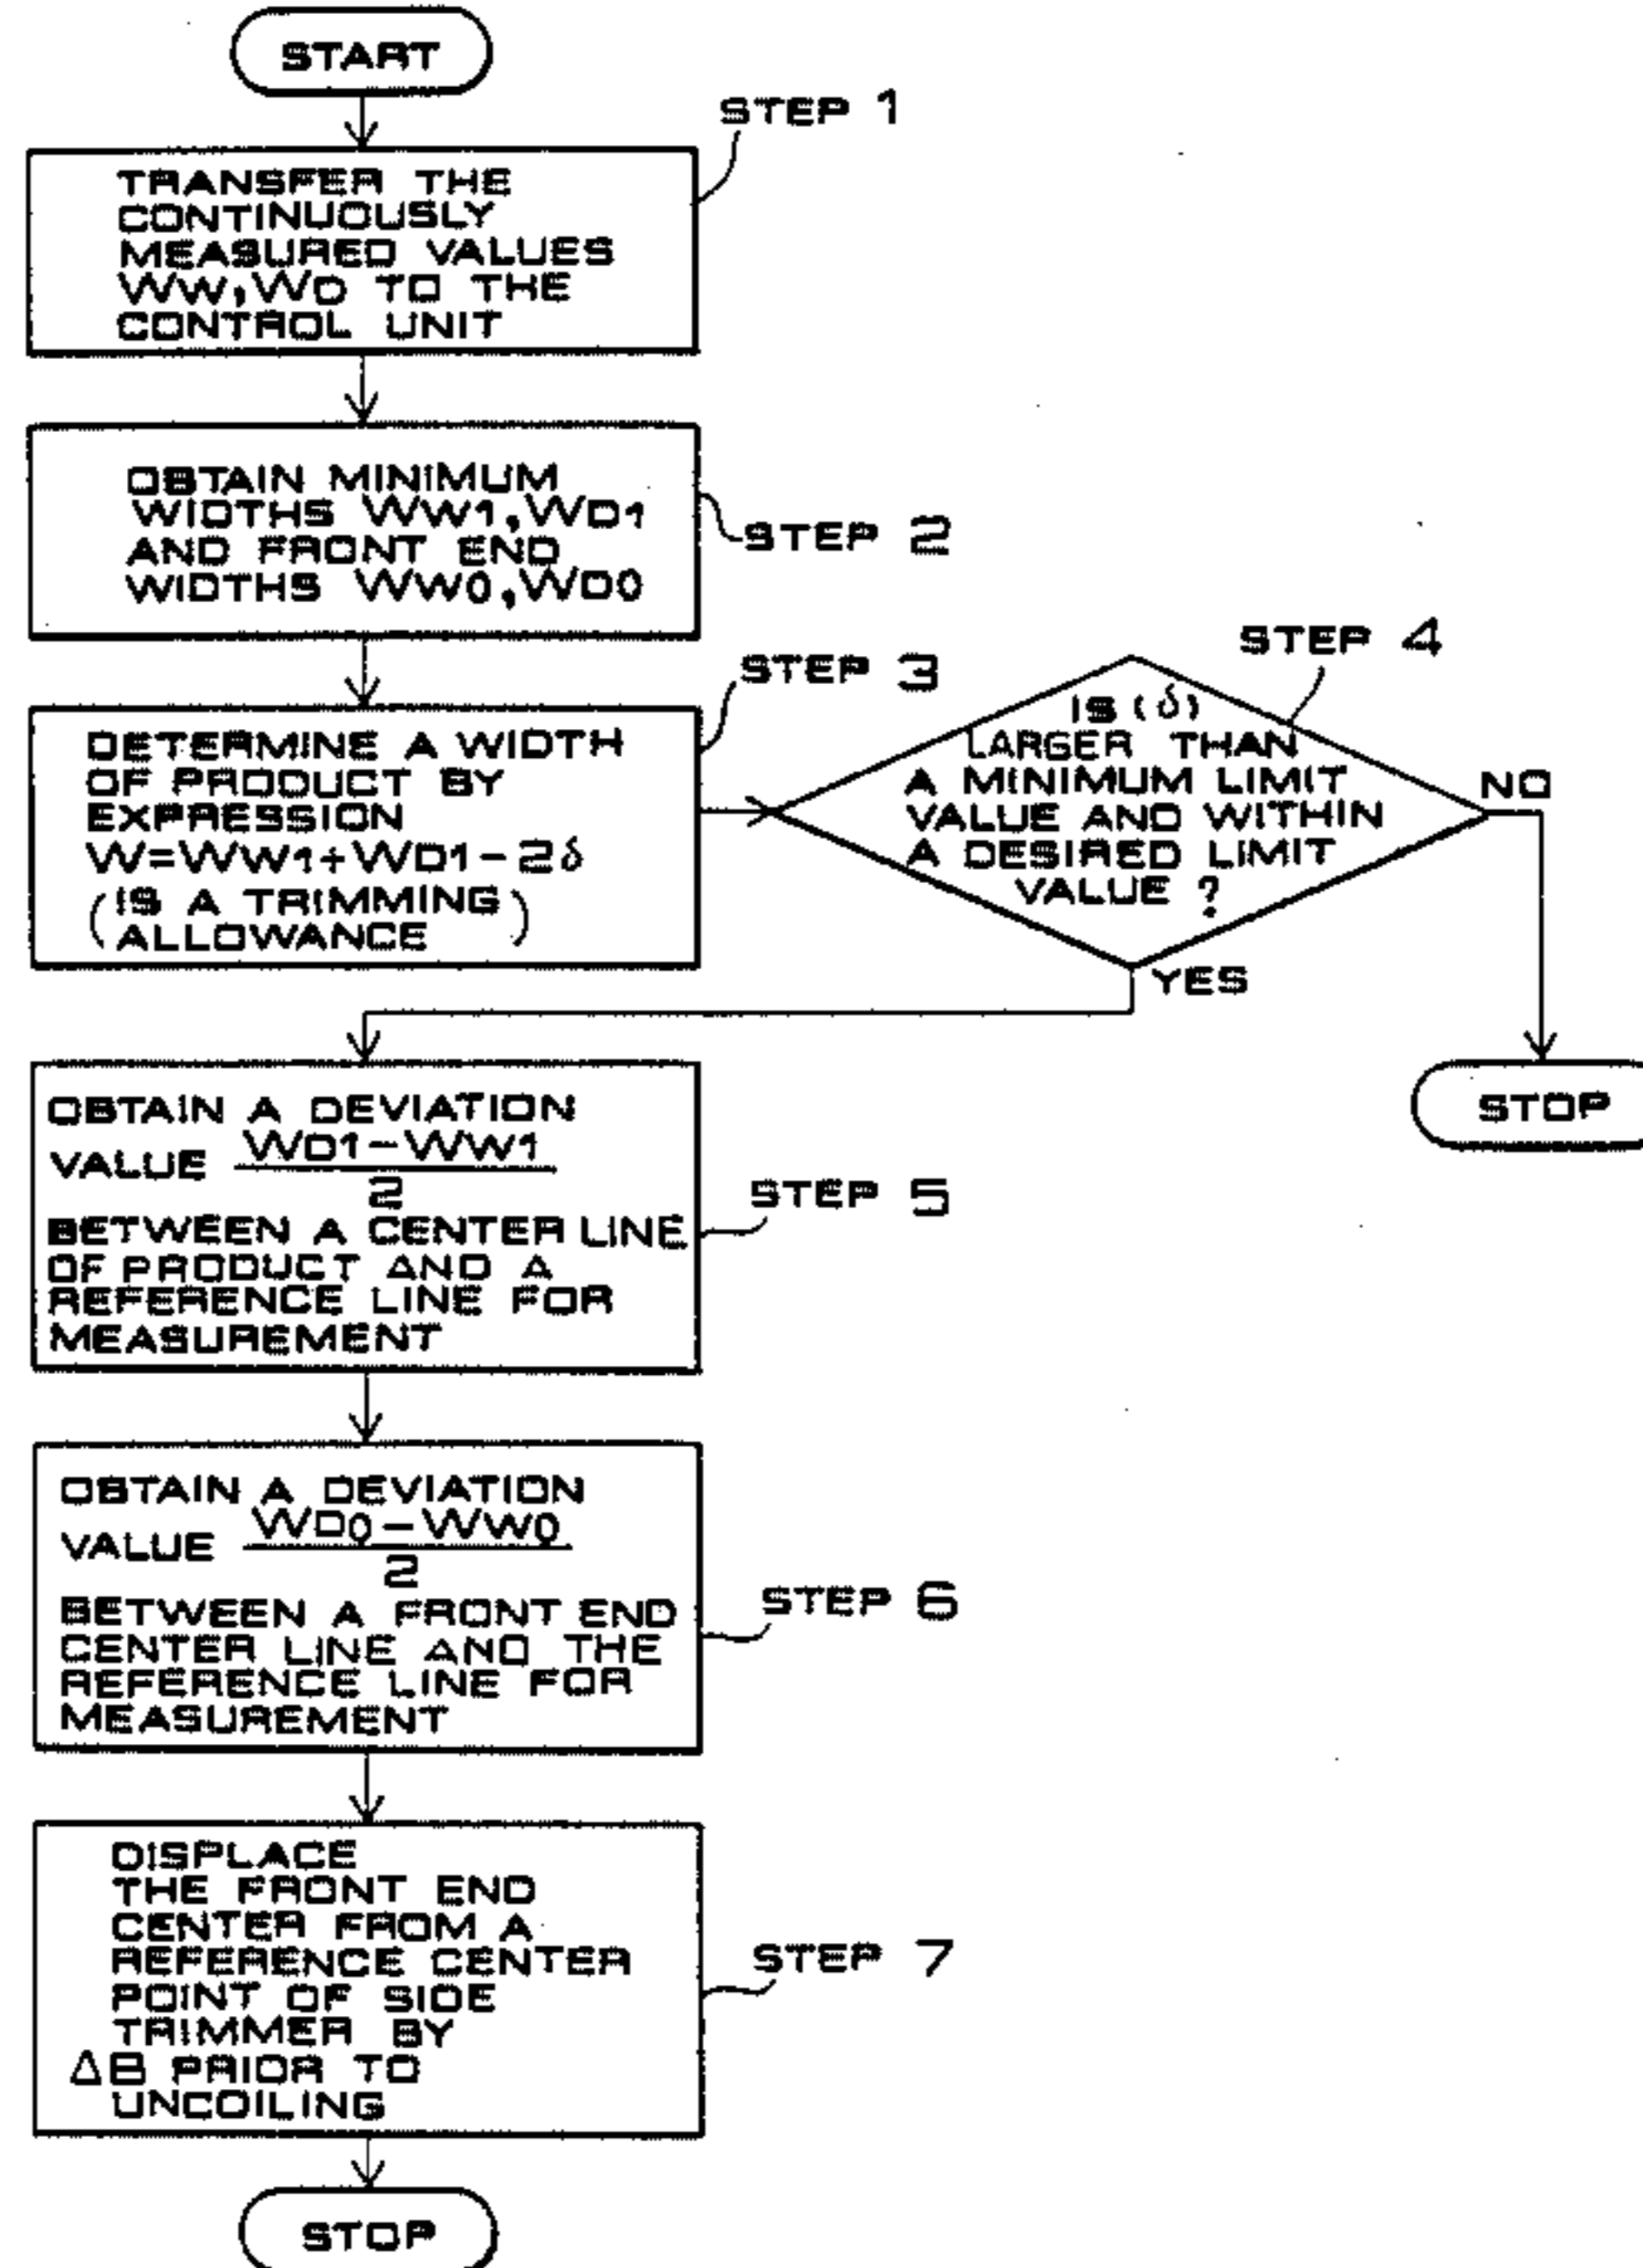 START
STEP 1
TRANSFER THE
CONTINUOUSLY
MEASURED VALUES
WW,WD TO THE
CONTROL UNIT
OBTAIN MINIMUM
WIDTHS WW1,WD1
AND FRONT END
WIDTHS WW0,WD0
STEP 2
STEP 3
DETERMINE A WIDTH
OF PRODUCT BY
EXPRESSION
W=WW1+WD1-2δ
(IS A TRIMMING
ALLOWANCE)
STEP 4
IS (δ)
LARGER THAN
A MINIMUM LIMIT
VALUE AND WITHIN
A DESIRED LIMIT
VALUE ?
NO
YES
STOP
OBTAIN A DEVIATION
VALUE WD1-WW1
2
BETWEEN A CENTER LINE
OF PRODUCT AND A
REFERENCE LINE FOR
MEASUREMENT
STEP 5
OBTAIN A DEVIATION
VALUE WD0-WW0
2
BETWEEN A FRONT END
CENTER LINE AND THE
REFERENCE LINE FOR
MEASUREMENT
STEP 6
DISPLACE
THE FRONT END
CENTER FROM A
REFERENCE CENTER
POINT OF SIDE
TRIMMER BY
ΔB PRIOR TO
UNCOILING
STEP 7
STOP